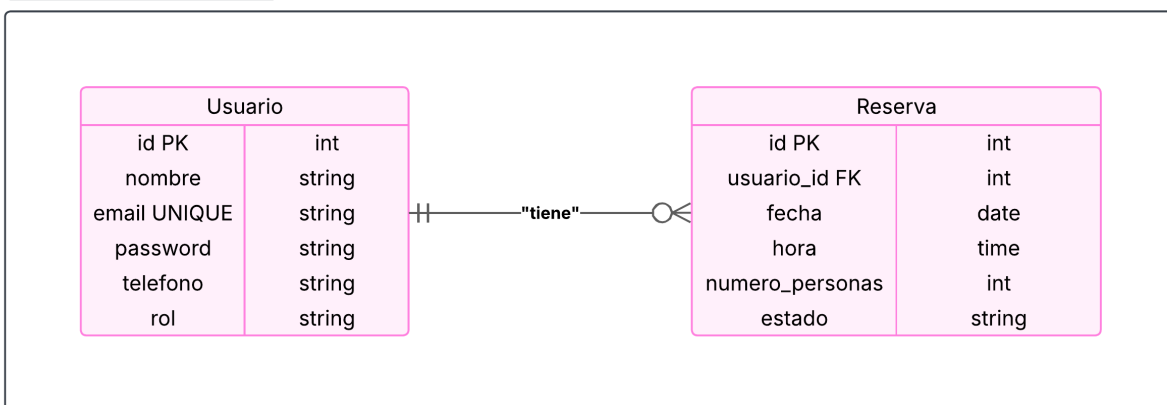 Usuario
id PK int
nombre string
email UNIQUE string
password string
telefono string
rol string
"tiene"
Reserva
id PK int
usuario_id FK int
fecha date
hora time
numero_personas int
estado string